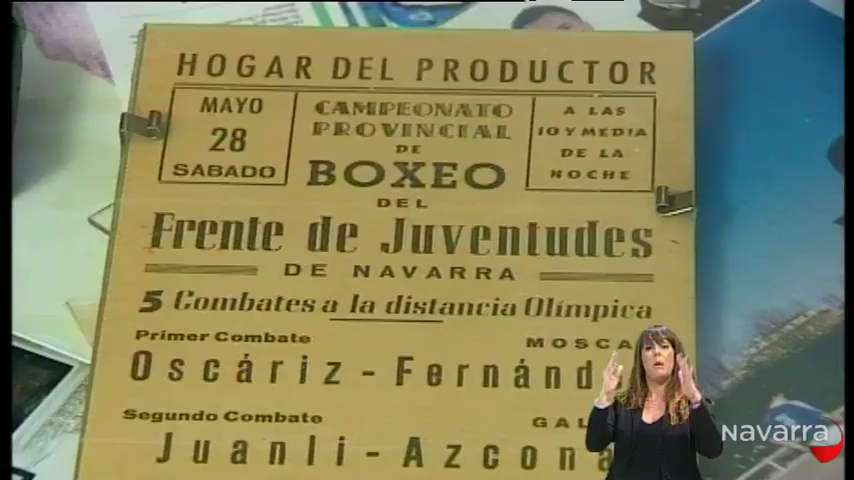 HOGAR DEL PRODUCTOR
MAYO
28
SABADO
CAMPEONATO
PROVINCIAL
DE
BOXEO
DEL
A LAS
10 Y MEDIA
DE LA
NOCHE
Frente de Juventudes
DE NAVARRA
5 Combates a la distancia Olímpica
Primer Combate
MOSCA
Oscáriz - Fernánd
Segundo Combate
GAL
Juanli - Azcona
navarra